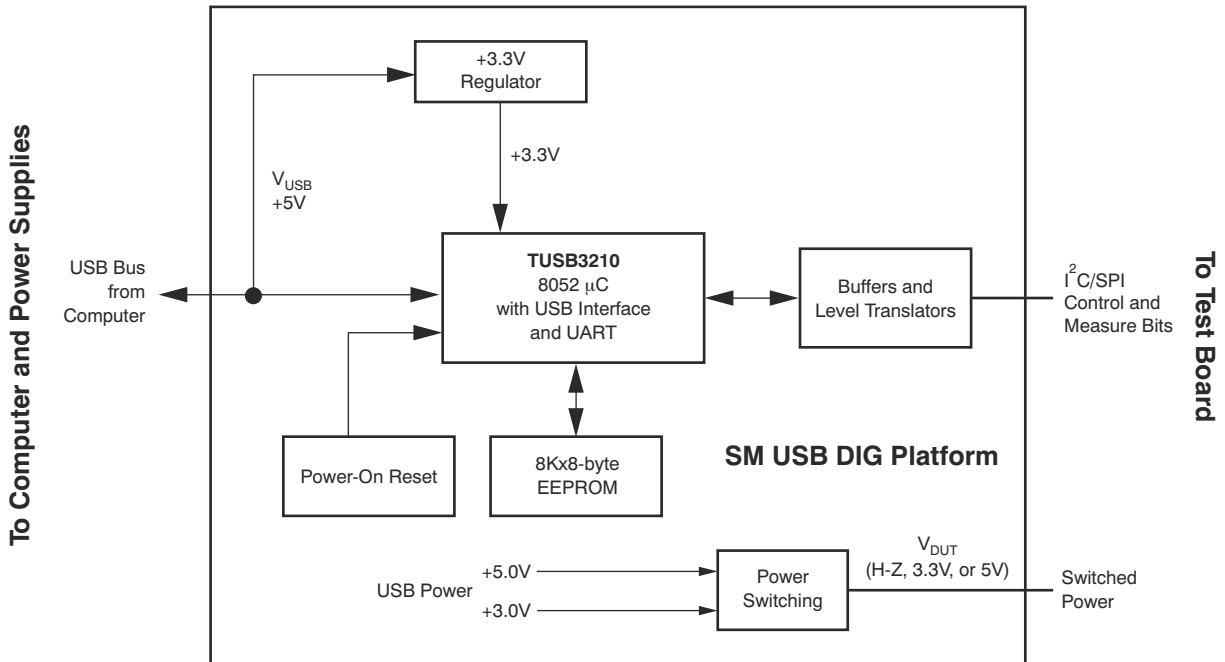 To Computer and Power Supplies
+3.3V
Regulator
+3.3V
V_USB
+5V
USB Bus
from
Computer
TUSB3210
8052 μC
with USB Interface
and UART
Buffers and
Level Translators
I²C/SPI
Control and
Measure Bits
To Test Board
Power-On Reset
8Kx8-byte
EEPROM
SM USB DIG Platform
USB Power
+5.0V
+3.0V
Power
Switching
V_DUT
(H-Z, 3.3V, or 5V)
Switched
Power